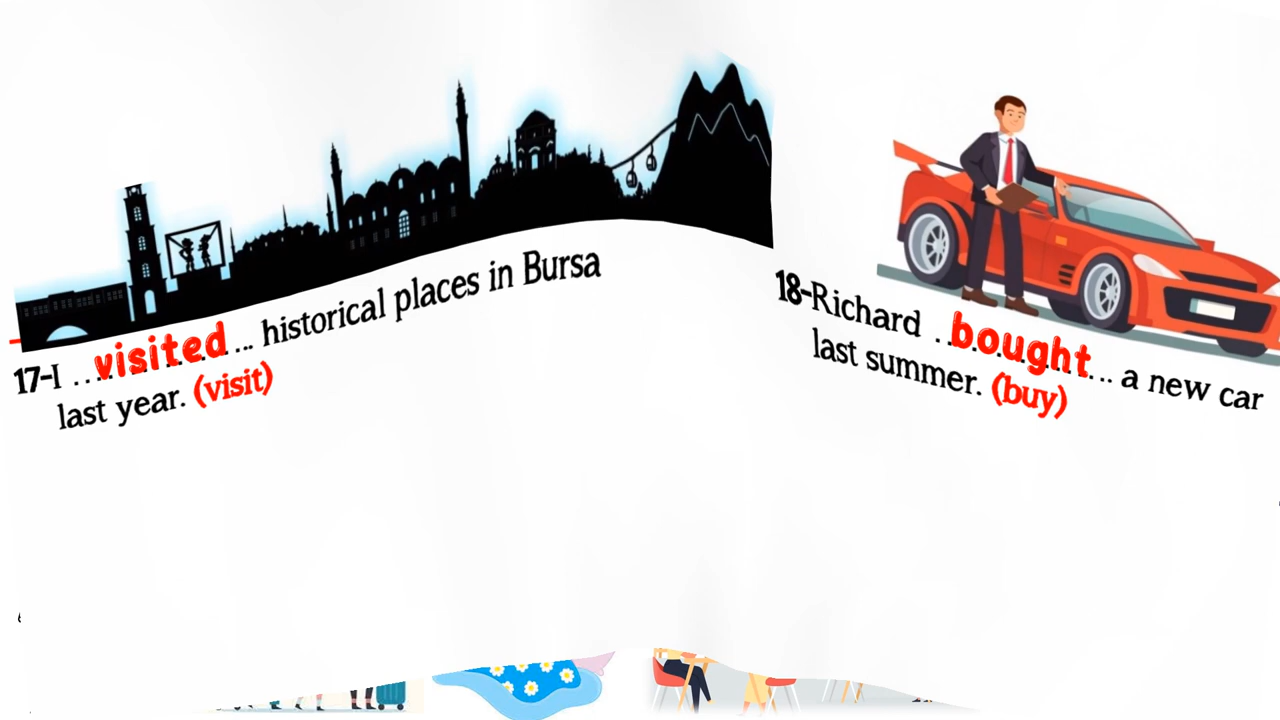 17-I ....visited.... historical places in Bursa
last year. (visit)
18-Richard ....bought.... a new car
last summer. (buy)